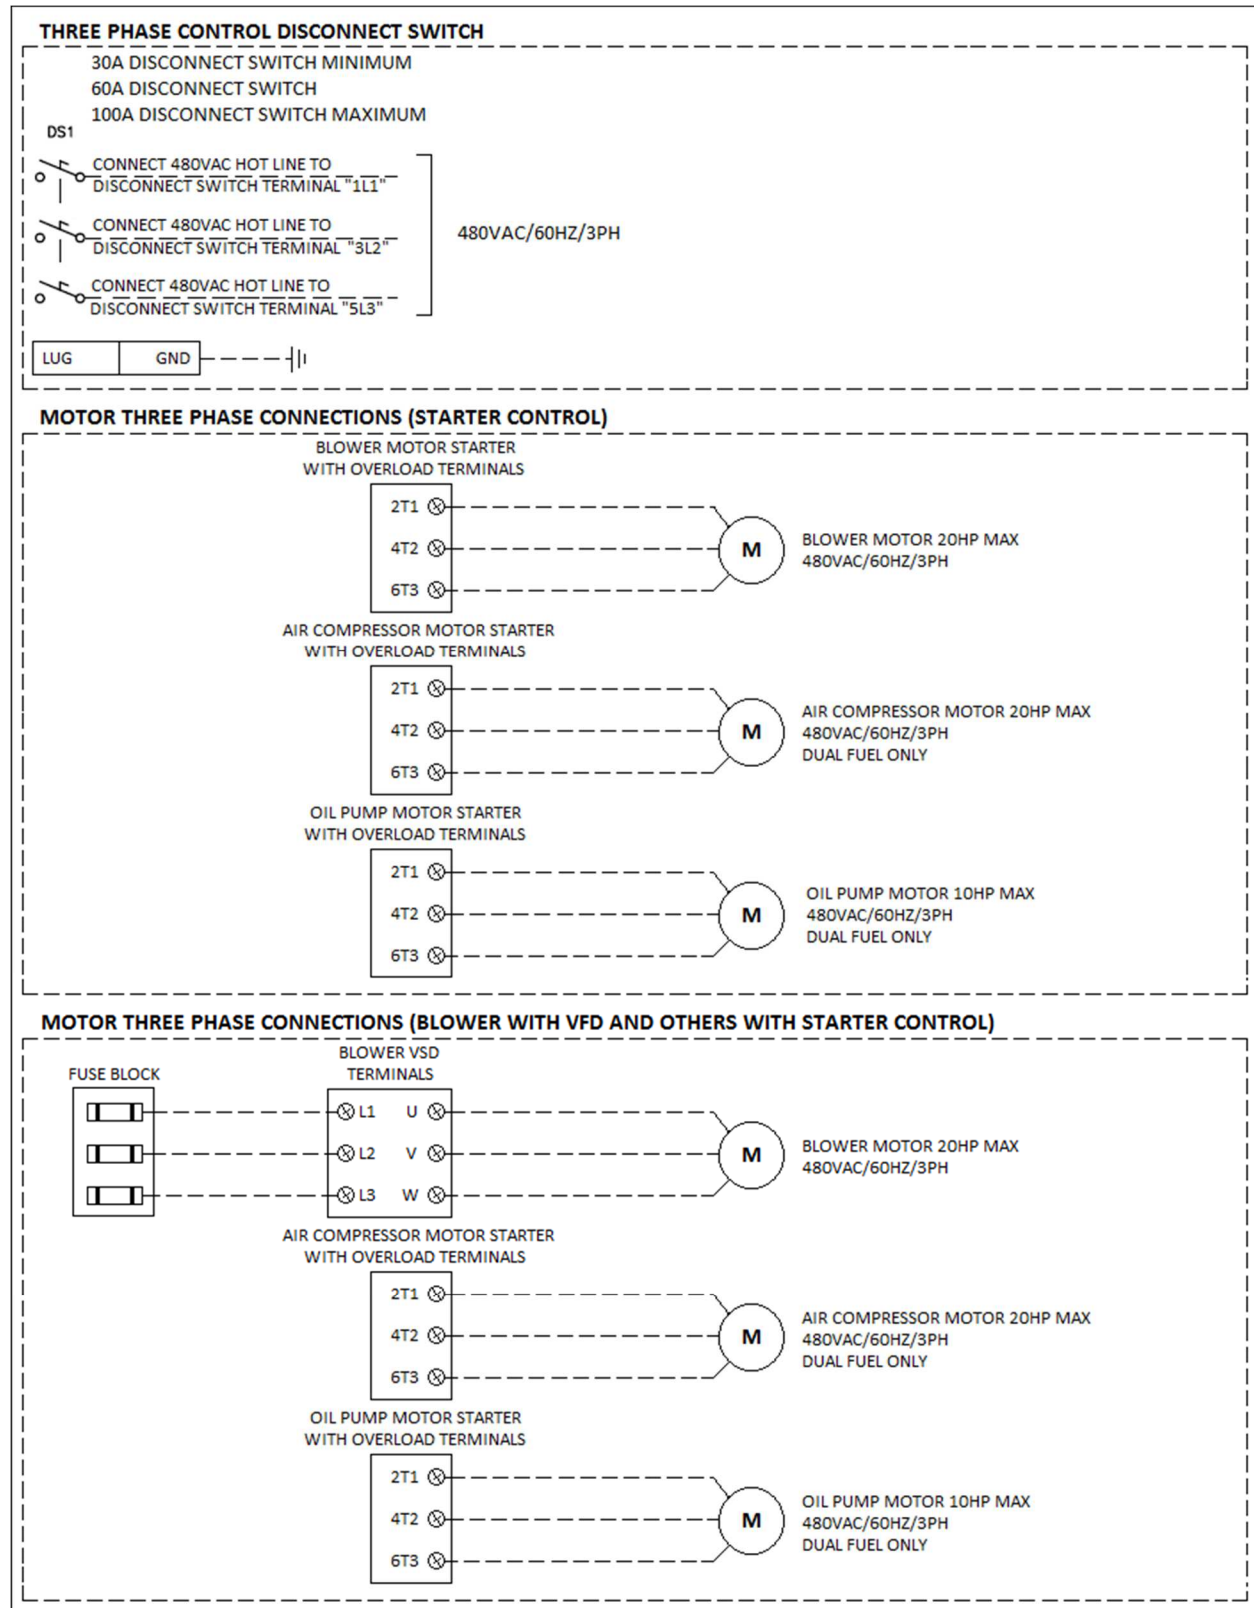 THREE PHASE CONTROL DISCONNECT SWITCH
30A DISCONNECT SWITCH MINIMUM
60A DISCONNECT SWITCH
100A DISCONNECT SWITCH MAXIMUM
DS1
CONNECT 480VAC HOT LINE TO
DISCONNECT SWITCH TERMINAL "1L1"
CONNECT 480VAC HOT LINE TO
DISCONNECT SWITCH TERMINAL "3L2"
480VAC/60HZ/3PH
CONNECT 480VAC HOT LINE TO
DISCONNECT SWITCH TERMINAL "5L3"
LUG GND
MOTOR THREE PHASE CONNECTIONS (STARTER CONTROL)
BLOWER MOTOR STARTER
WITH OVERLOAD TERMINALS
2T1
4T2
6T3
M
BLOWER MOTOR 20HP MAX
480VAC/60HZ/3PH
AIR COMPRESSOR MOTOR STARTER
WITH OVERLOAD TERMINALS
2T1
4T2
6T3
M
AIR COMPRESSOR MOTOR 20HP MAX
480VAC/60HZ/3PH
DUAL FUEL ONLY
OIL PUMP MOTOR STARTER
WITH OVERLOAD TERMINALS
2T1
4T2
6T3
M
OIL PUMP MOTOR 10HP MAX
480VAC/60HZ/3PH
DUAL FUEL ONLY
MOTOR THREE PHASE CONNECTIONS (BLOWER WITH VFD AND OTHERS WITH STARTER CONTROL)
FUSE BLOCK
BLOWER VSD
TERMINALS
L1 U
L2 V
L3 W
M
BLOWER MOTOR 20HP MAX
480VAC/60HZ/3PH
AIR COMPRESSOR MOTOR STARTER
WITH OVERLOAD TERMINALS
2T1
4T2
6T3
M
AIR COMPRESSOR MOTOR 20HP MAX
480VAC/60HZ/3PH
DUAL FUEL ONLY
OIL PUMP MOTOR STARTER
WITH OVERLOAD TERMINALS
2T1
4T2
6T3
M
OIL PUMP MOTOR 10HP MAX
480VAC/60HZ/3PH
DUAL FUEL ONLY